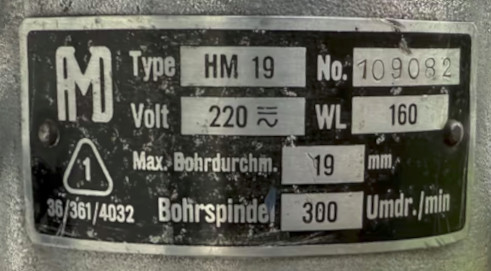 M Type HM 19 No. 109082
Volt 220 ≂ WL 160
1 Max. Bohrdurchm. 19 mm
36/361/4032 Bohrspindel 300 Umdr./min